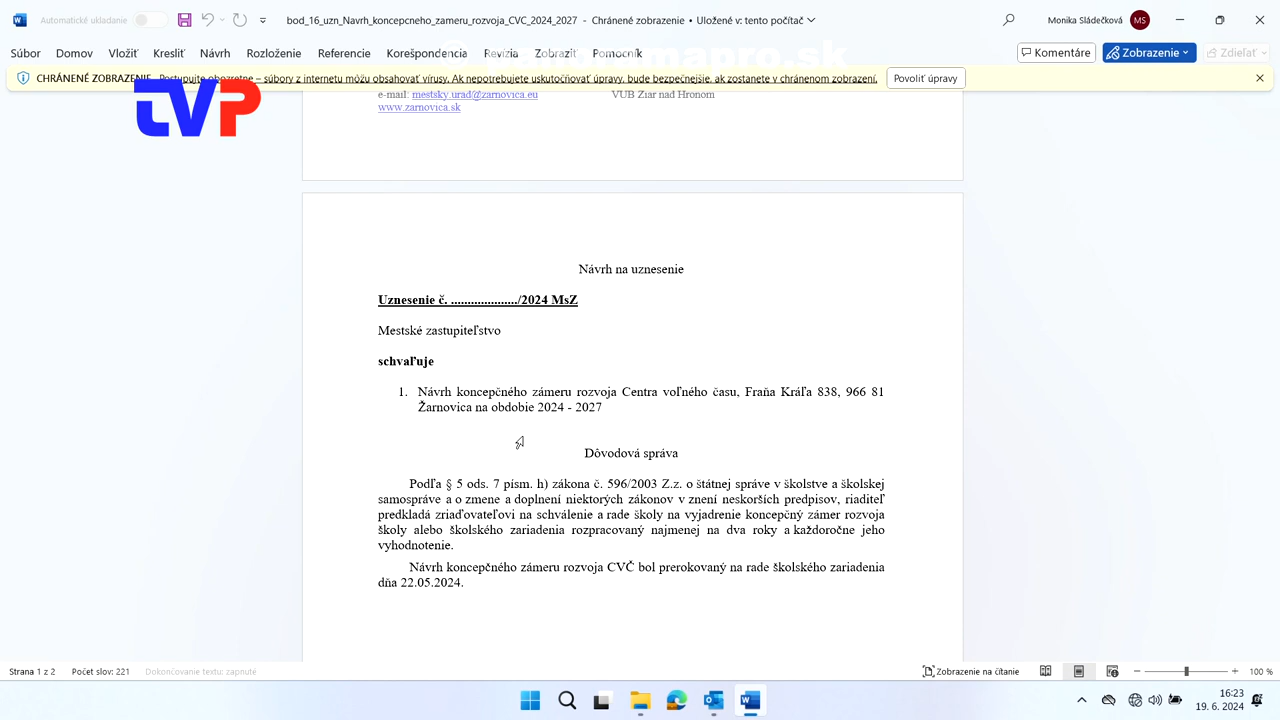 Automatické ukladanie
bod_16_uzn_Navrh_koncepcneho_zameru_rozvoja_CVC_2024_2027 - Chránené zobrazenie • Uložené v: tento počítač
Monika Sládečková MS
Súbor Domov Vložiť Kresliť Návrh Rozloženie Referencie Korešpondencia Revízia Zobraziť Pomocník
Komentáre Zobrazenie Zdieľať
CHRÁNENÉ ZOBRAZENIE Postupujte obozretne – súbory z internetu môžu obsahovať vírusy. Ak nepotrebujete uskutočňovať úpravy, bude bezpečnejšie, ak zostanete v chránenom zobrazení. Povoliť úpravy
TVP
e-mail: mestsky.urad@zarnovica.eu VUB Ziar nad Hronom
www.zarnovica.sk
Návrh na uznesenie
Uznesenie č. ..................../2024 MsZ
Mestské zastupiteľstvo
schvaľuje
1. Návrh koncepčného zámeru rozvoja Centra voľného času, Fraňa Kráľa 838, 966 81
Žarnovica na obdobie 2024 - 2027
Dôvodová správa
Podľa § 5 ods. 7 písm. h) zákona č. 596/2003 Z.z. o štátnej správe v školstve a školskej
samospráve a o zmene a doplnení niektorých zákonov v znení neskorších predpisov, riaditeľ
predkladá zriaďovateľovi na schválenie a rade školy na vyjadrenie koncepčný zámer rozvoja
školy alebo školského zariadenia rozpracovaný najmenej na dva roky a každoročne jeho
vyhodnotenie.
Návrh koncepčného zámeru rozvoja CVČ bol prerokovaný na rade školského zariadenia
dňa 22.05.2024.
Strana 1 z 2 Počet slov: 221 Dokončovanie textu: zapnuté
Zobrazenie na čítanie 100 %
16:23
19. 6. 2024